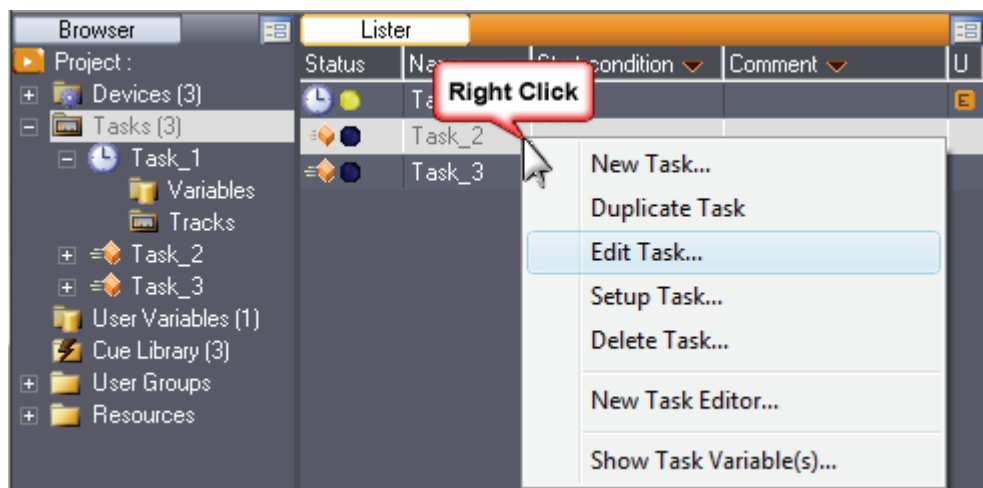 Browser
Project :
Devices (3)
Tasks (3)
Task_1
Variables
Tracks
Task_2
Task_3
User Variables (1)
Cue Library (3)
User Groups
Resources
Lister
Status Comment U
Right Click
E
Task_2
Task_3
New Task...
Duplicate Task
Edit Task...
Setup Task...
Delete Task...
New Task Editor...
Show Task Variable(s)...